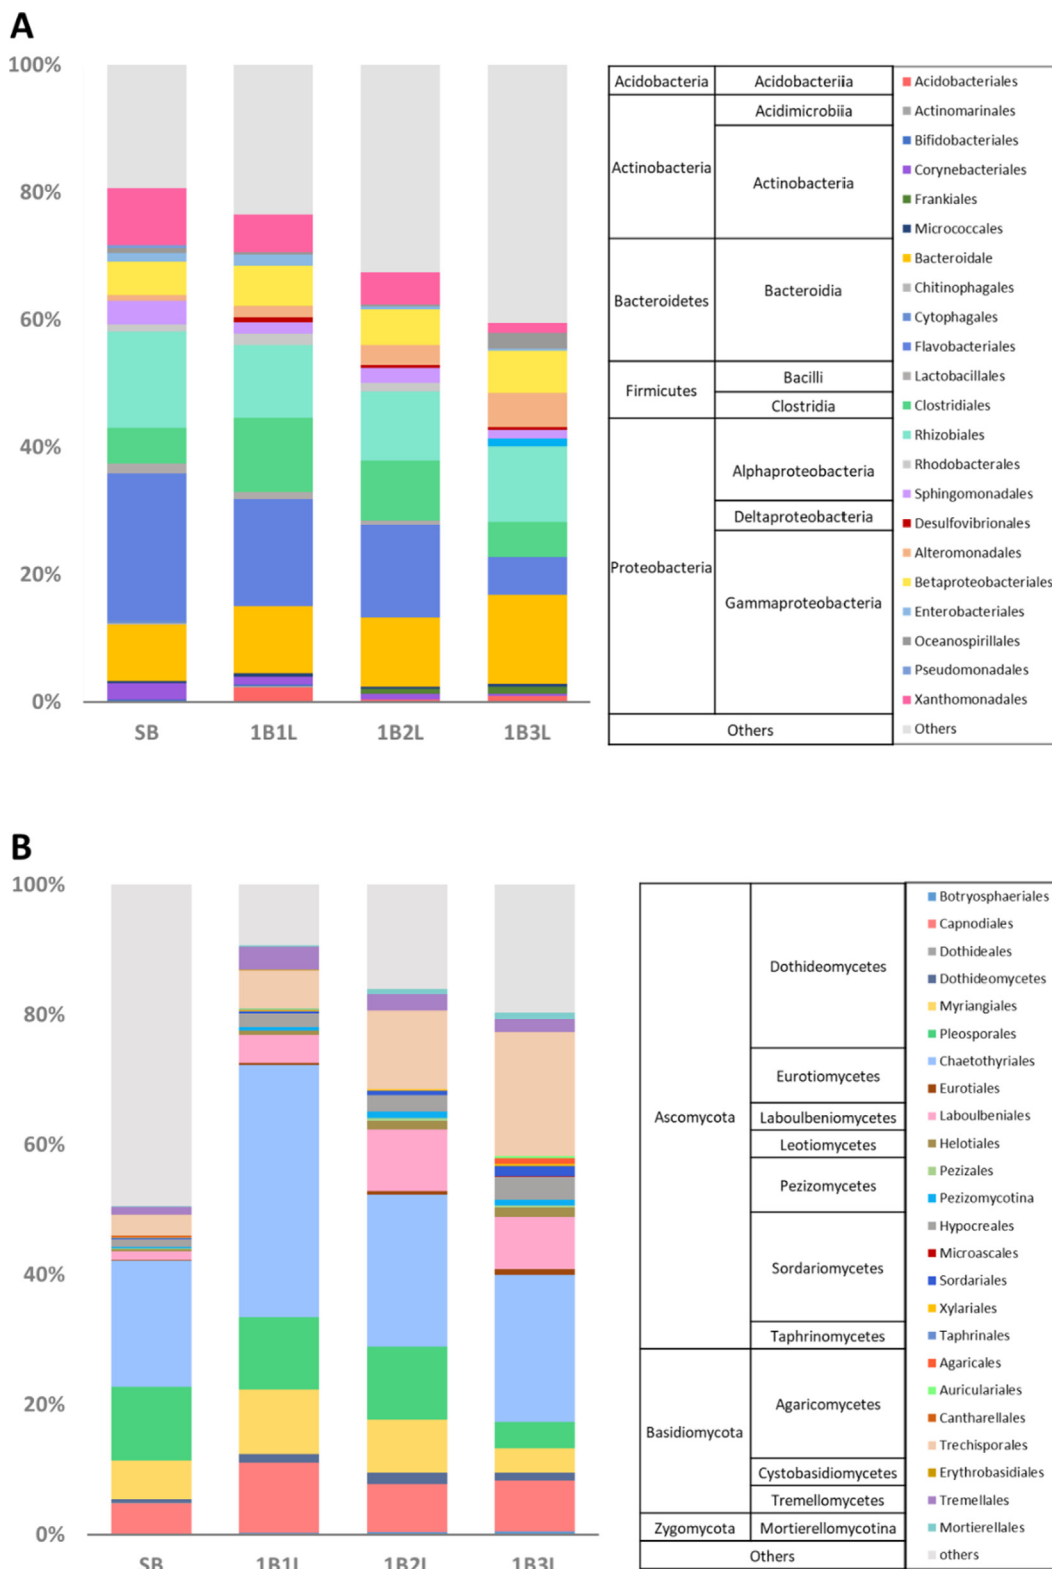 A
100%
80%
60%
40%
20%
0%
SB 1B1L 1B2L 1B3L
Acidobacteria Acidobacteriia
Actinobacteria Acidimicrobiia
Actinobacteria
Bacteroidetes Bacteroidia
Firmicutes Bacilli
Clostridia
Proteobacteria Alphaproteobacteria
Deltaproteobacteria
Gammaproteobacteria
Others
Acidobacteriales
Actinomarinales
Bifidobacteriales
Corynebacteriales
Frankiales
Micrococcales
Bacteroidale
Chitinophagales
Cytophagales
Flavobacteriales
Lactobacillales
Clostridiales
Rhizobiales
Rhodobacterales
Sphingomonadales
Desulfovibrionales
Alteromonadales
Betaproteobacteriales
Enterobacteriales
Oceanospirillales
Pseudomonadales
Xanthomonadales
Others
B
100%
80%
60%
40%
20%
0%
SB 1B1L 1B2L 1B3L
Ascomycota Dothideomycetes
Eurotiomycetes
Laboulbeniomycetes
Leotiomycetes
Pezizomycetes
Sordariomycetes
Taphrinomycetes
Basidiomycota Agaricomycetes
Cystobasidiomycetes
Tremellomycetes
Zygomycota Mortierellomycotina
Others
Botryosphaeriales
Capnodiales
Dothideales
Dothideomycetes
Myriangiales
Pleosporales
Chaetothyriales
Eurotiales
Laboulbeniales
Helotiales
Pezizales
Pezizomycotina
Hypocreales
Microascales
Sordariales
Xylariales
Taphrinales
Agaricales
Auriculariales
Cantharellales
Trechisporales
Erythrobasidiales
Tremellales
Mortierellales
others